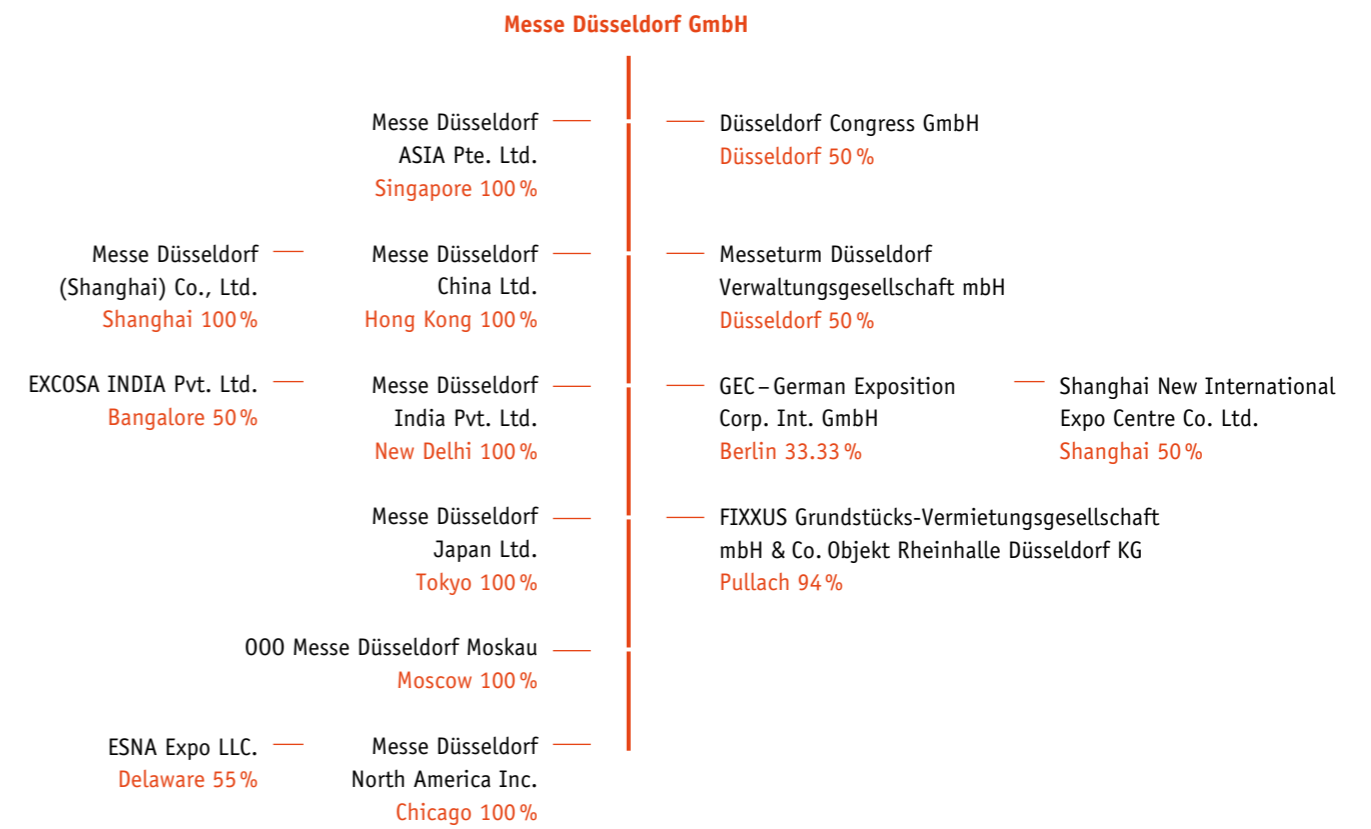 Messe Düsseldorf GmbH
Messe Düsseldorf
ASIA Pte. Ltd.
Singapore 100 %
Düsseldorf Congress GmbH
Düsseldorf 50 %
Messe Düsseldorf
(Shanghai) Co., Ltd.
Shanghai 100 %
Messe Düsseldorf
China Ltd.
Hong Kong 100 %
Messeturm Düsseldorf
Verwaltungsgesellschaft mbH
Düsseldorf 50 %
EXCOSA INDIA Pvt. Ltd.
Bangalore 50 %
Messe Düsseldorf
India Pvt. Ltd.
New Delhi 100 %
GEC – German Exposition
Corp. Int. GmbH
Berlin 33.33 %
Shanghai New International
Expo Centre Co. Ltd.
Shanghai 50 %
Messe Düsseldorf
Japan Ltd.
Tokyo 100 %
FIXXUS Grundstücks-Vermietungsgesellschaft
mbH & Co. Objekt Rheinhalle Düsseldorf KG
Pullach 94 %
OOO Messe Düsseldorf Moskau
Moscow 100 %
ESNA Expo LLC.
Delaware 55 %
Messe Düsseldorf
North America Inc.
Chicago 100 %